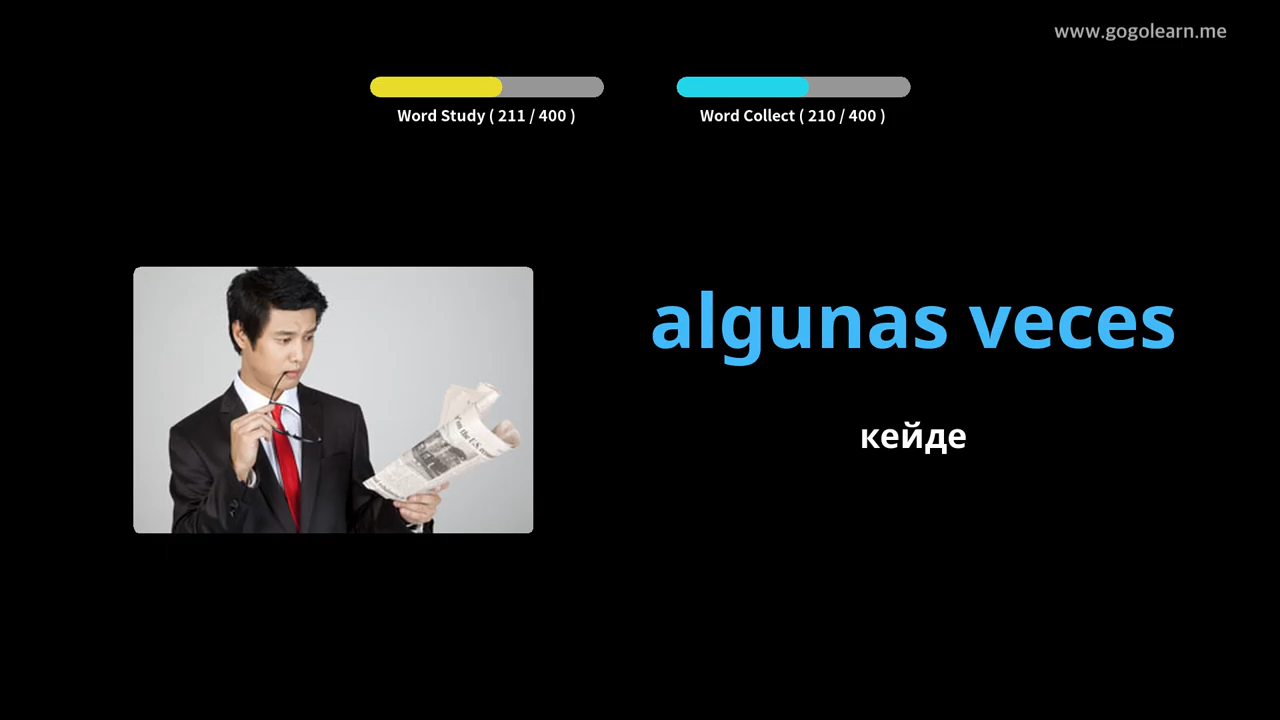 www.gogolearn.me
Word Study ( 211 / 400 )
Word Collect ( 210 / 400 )
algunas veces
кейде